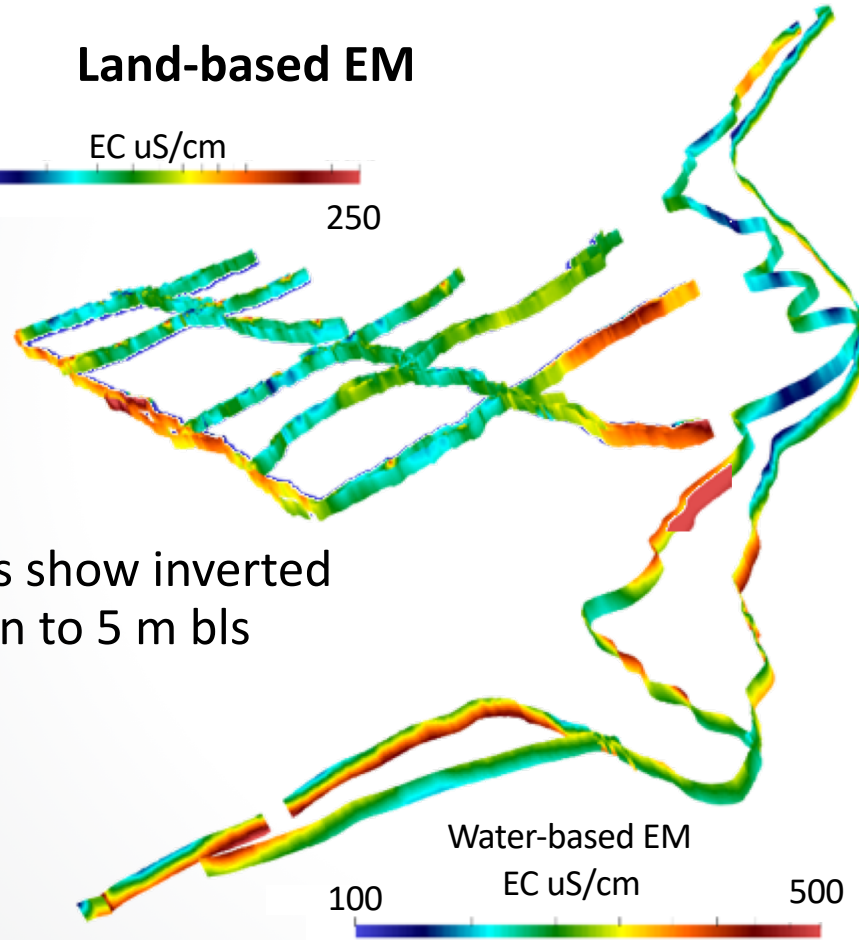 Land-based EM
EC uS/cm
250
s show inverted
n to 5 m bls
Water-based EM
EC uS/cm
100
500